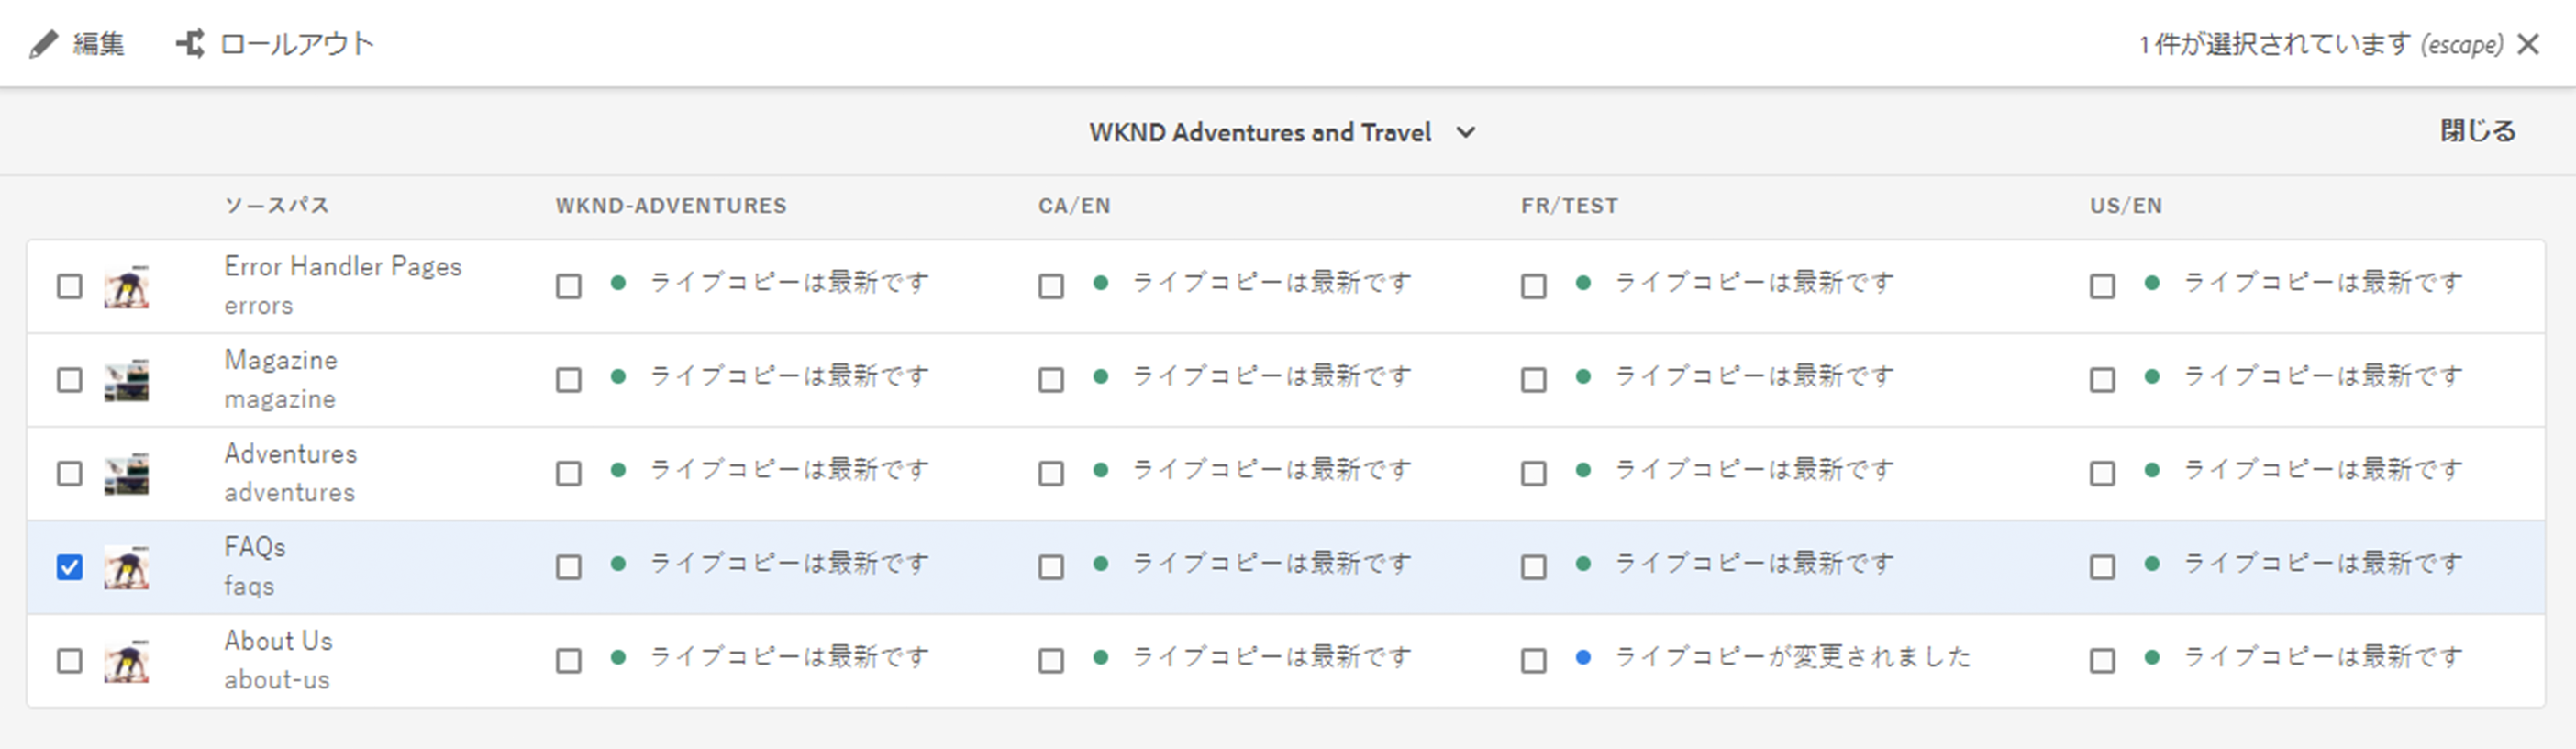 編集 ロールアウト 1 件が選択されています (escape)
WKND Adventures and Travel 閉じる
ソースパス WKND-ADVENTURES CA/EN FR/TEST US/EN
Error Handler Pages
errors
ライブコピーは最新です ライブコピーは最新です ライブコピーは最新です ライブコピーは最新です
Magazine
magazine
ライブコピーは最新です ライブコピーは最新です ライブコピーは最新です ライブコピーは最新です
Adventures
adventures
ライブコピーは最新です ライブコピーは最新です ライブコピーは最新です ライブコピーは最新です
FAQs
faqs
ライブコピーは最新です ライブコピーは最新です ライブコピーは最新です ライブコピーは最新です
About Us
about-us
ライブコピーは最新です ライブコピーは最新です ライブコピーが変更されました ライブコピーは最新です